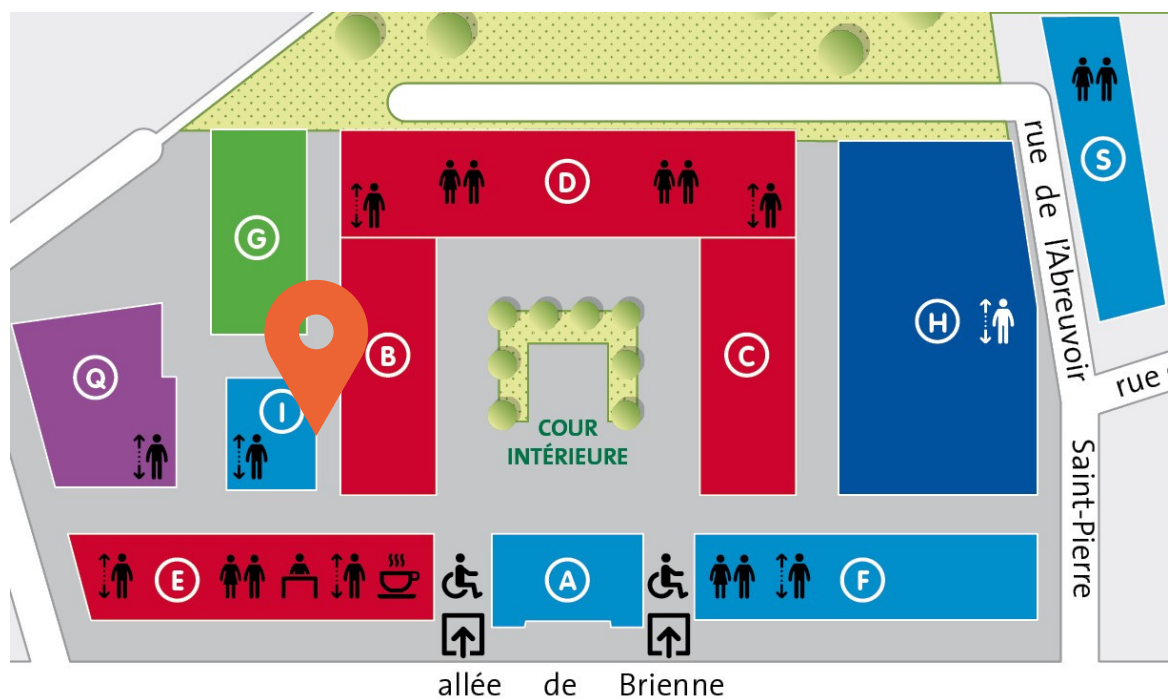 S
D
rue de l'Abreuvoir
G
H
B
C
Q
rue
I
COUR
INTÉRIEURE
Saint-Pierre
E
A
F
allée de Brienne